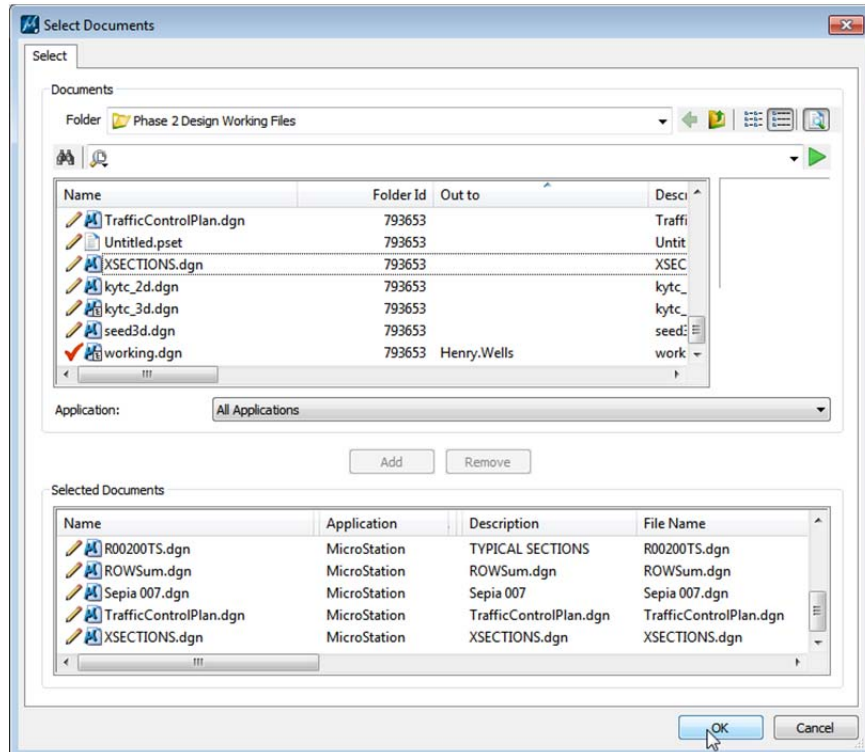 Select Documents
Select
Documents
Folder Phase 2 Design Working Files
Name Folder Id Out to Descr
TrafficControlPlan.dgn 793653 Traffi
Untitled.pset 793653 Untit
XSECTIONS.dgn 793653 XSEC
kytc_2d.dgn 793653 kytc_
kytc_3d.dgn 793653 kytc_
seed3d.dgn 793653 seed3
working.dgn 793653 Henry.Wells work
Application: All Applications
Add Remove
Selected Documents
Name Application Description File Name
R00200TS.dgn MicroStation TYPICAL SECTIONS R00200TS.dgn
ROWSum.dgn MicroStation ROWSum.dgn ROWSum.dgn
Sepia 007.dgn MicroStation Sepia 007 Sepia 007.dgn
TrafficControlPlan.dgn MicroStation TrafficControlPlan.dgn TrafficControlPlan.dgn
XSECTIONS.dgn MicroStation XSECTIONS.dgn XSECTIONS.dgn
OK Cancel